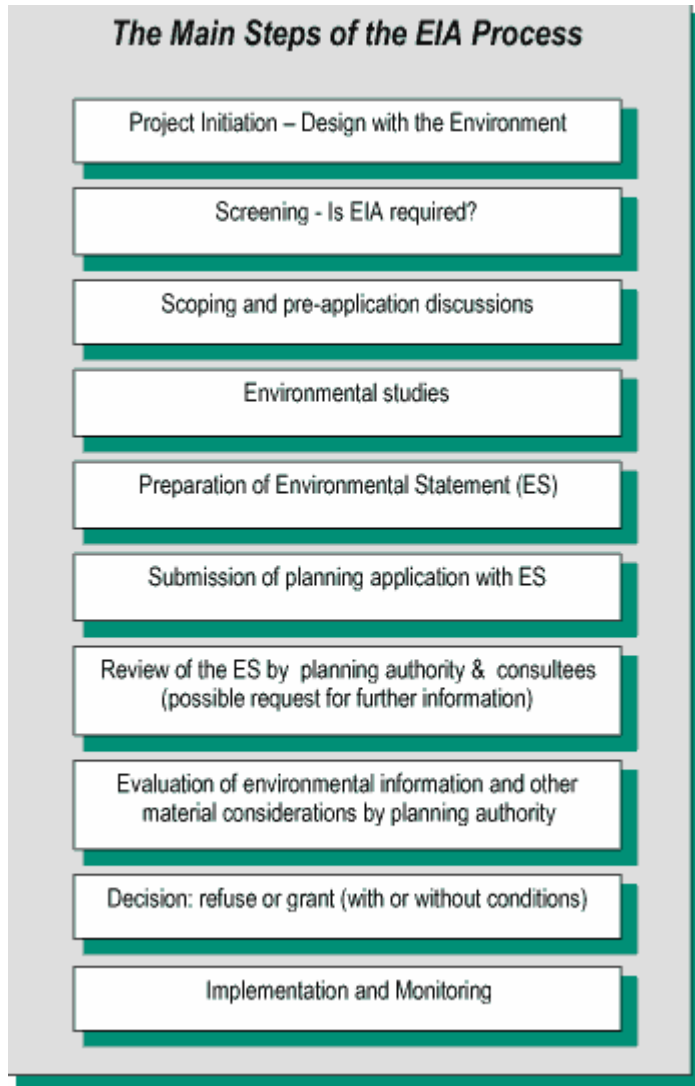 The Main Steps of the EIA Process
Project Initiation – Design with the Environment
Screening - Is EIA required?
Scoping and pre-application discussions
Environmental studies
Preparation of Environmental Statement (ES)
Submission of planning application with ES
Review of the ES by planning authority & consultees
(possible request for further information)
Evaluation of environmental information and other
material considerations by planning authority
Decision: refuse or grant (with or without conditions)
Implementation and Monitoring